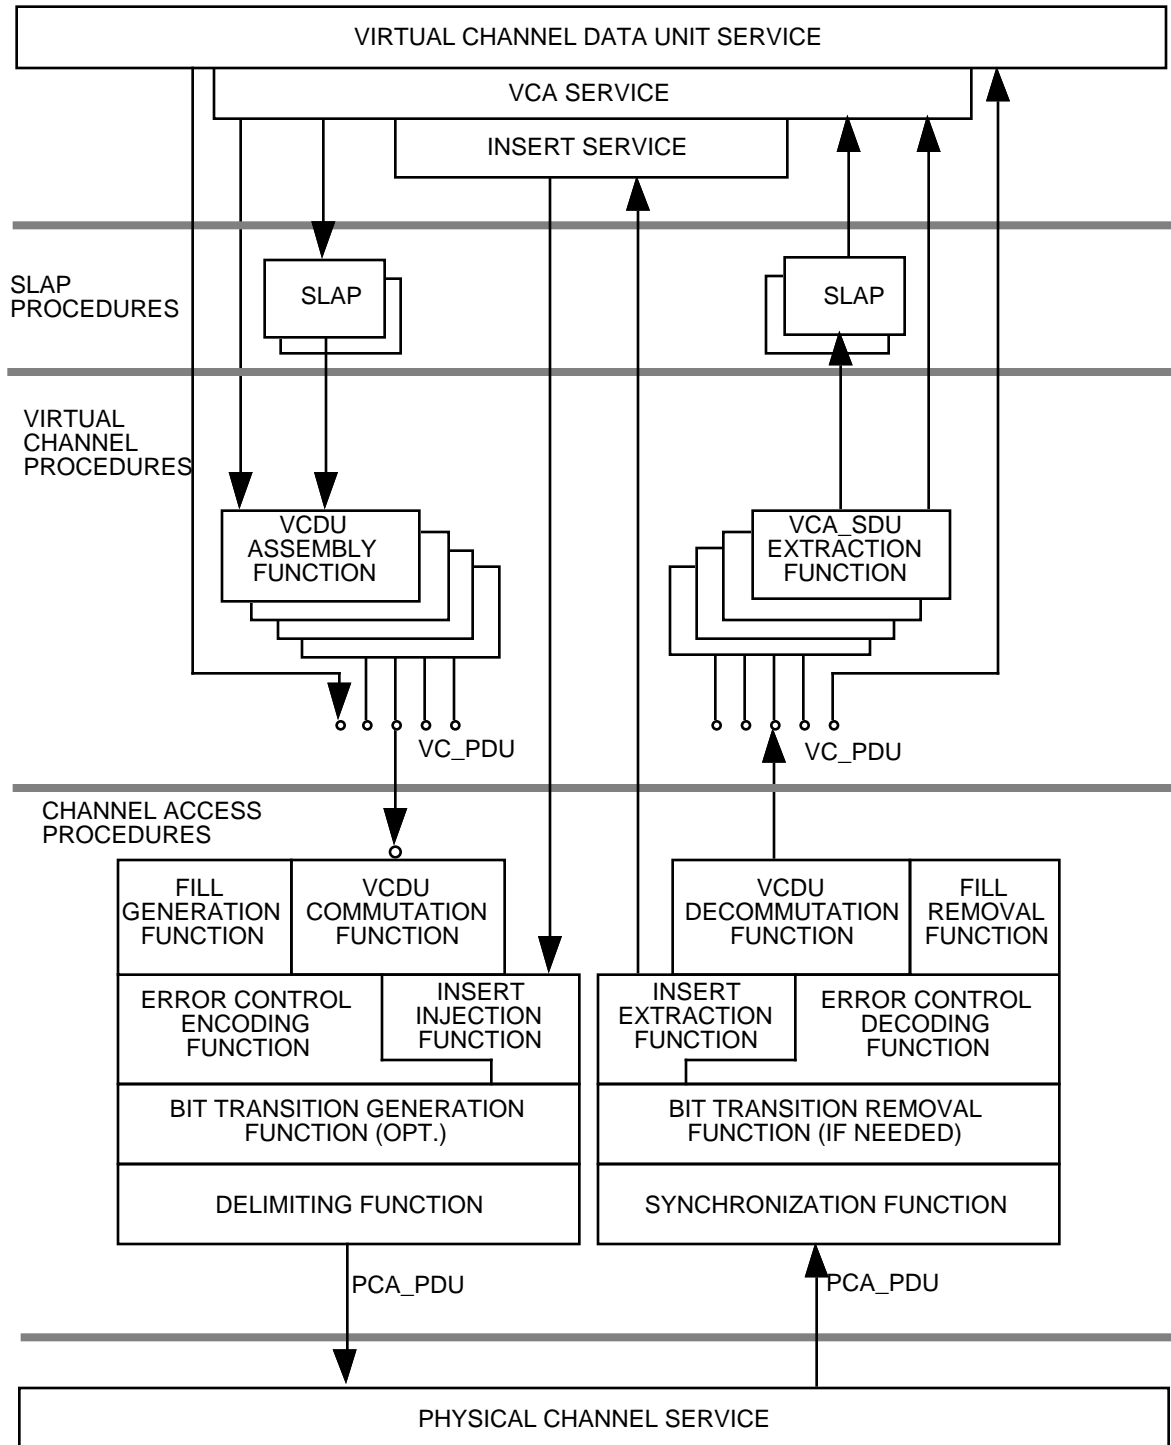 VIRTUAL CHANNEL DATA UNIT SERVICE
VCA SERVICE
INSERT SERVICE
SLAP
PROCEDURES
SLAP
SLAP
VIRTUAL
CHANNEL
PROCEDURES
VCDU
ASSEMBLY
FUNCTION
VCA_SDU
EXTRACTION
FUNCTION
VC_PDU
VC_PDU
CHANNEL ACCESS
PROCEDURES
FILL
GENERATION
FUNCTION
VCDU
COMMUTATION
FUNCTION
VCDU
DECOMMUTATION
FUNCTION
FILL
REMOVAL
FUNCTION
ERROR CONTROL
ENCODING
FUNCTION
INSERT
INJECTION
FUNCTION
INSERT
EXTRACTION
FUNCTION
ERROR CONTROL
DECODING
FUNCTION
BIT TRANSITION GENERATION
FUNCTION (OPT.)
BIT TRANSITION REMOVAL
FUNCTION (IF NEEDED)
DELIMITING FUNCTION
SYNCHRONIZATION FUNCTION
PCA_PDU
PCA_PDU
PHYSICAL CHANNEL SERVICE